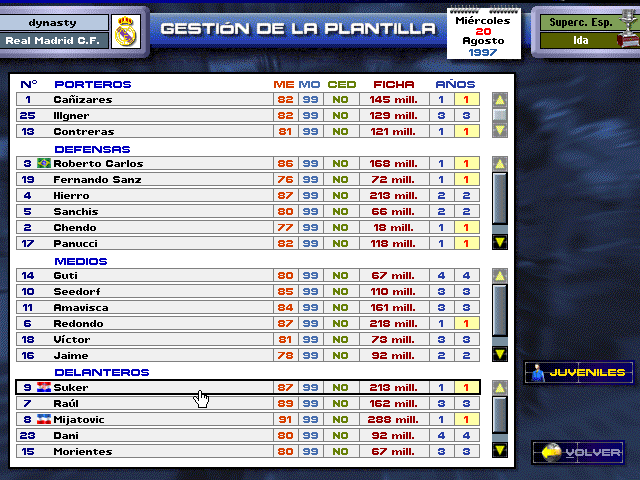 dynasty
Real Madrid C.F.
GESTIÓN DE LA PLANTILLA
Miércoles
20
Agosto
1997
Superc. Esp.
Ida
Nº PORTEROS ME MO CED FICHA AÑOS
1 Cañizares 82 99 NO 145 mill. 1 1
25 Illgner 82 99 NO 129 mill. 3 3
13 Contreras 81 99 NO 121 mill. 1 1
DEFENSAS
3 Roberto Carlos 86 99 NO 168 mill. 1 1
19 Fernando Sanz 76 99 NO 72 mill. 1 1
4 Hierro 87 99 NO 213 mill. 2 2
5 Sanchis 80 99 NO 66 mill. 2 2
2 Chendo 77 99 NO 18 mill. 1 1
17 Panucci 82 99 NO 118 mill. 1 1
MEDIOS
14 Guti 80 99 NO 67 mill. 4 4
10 Seedorf 85 99 NO 110 mill. 3 3
11 Amavisca 84 99 NO 161 mill. 3 3
6 Redondo 87 99 NO 218 mill. 1 1
18 Víctor 81 99 NO 73 mill. 3 3
16 Jaime 78 99 NO 92 mill. 2 2
DELANTEROS
9 Suker 87 99 NO 213 mill. 1 1
7 Raúl 89 99 NO 162 mill. 3 3
8 Mijatovic 91 99 NO 288 mill. 1 1
23 Dani 80 99 NO 92 mill. 4 4
15 Morientes 80 99 NO 67 mill. 3 3
JUVENILES
VOLVER